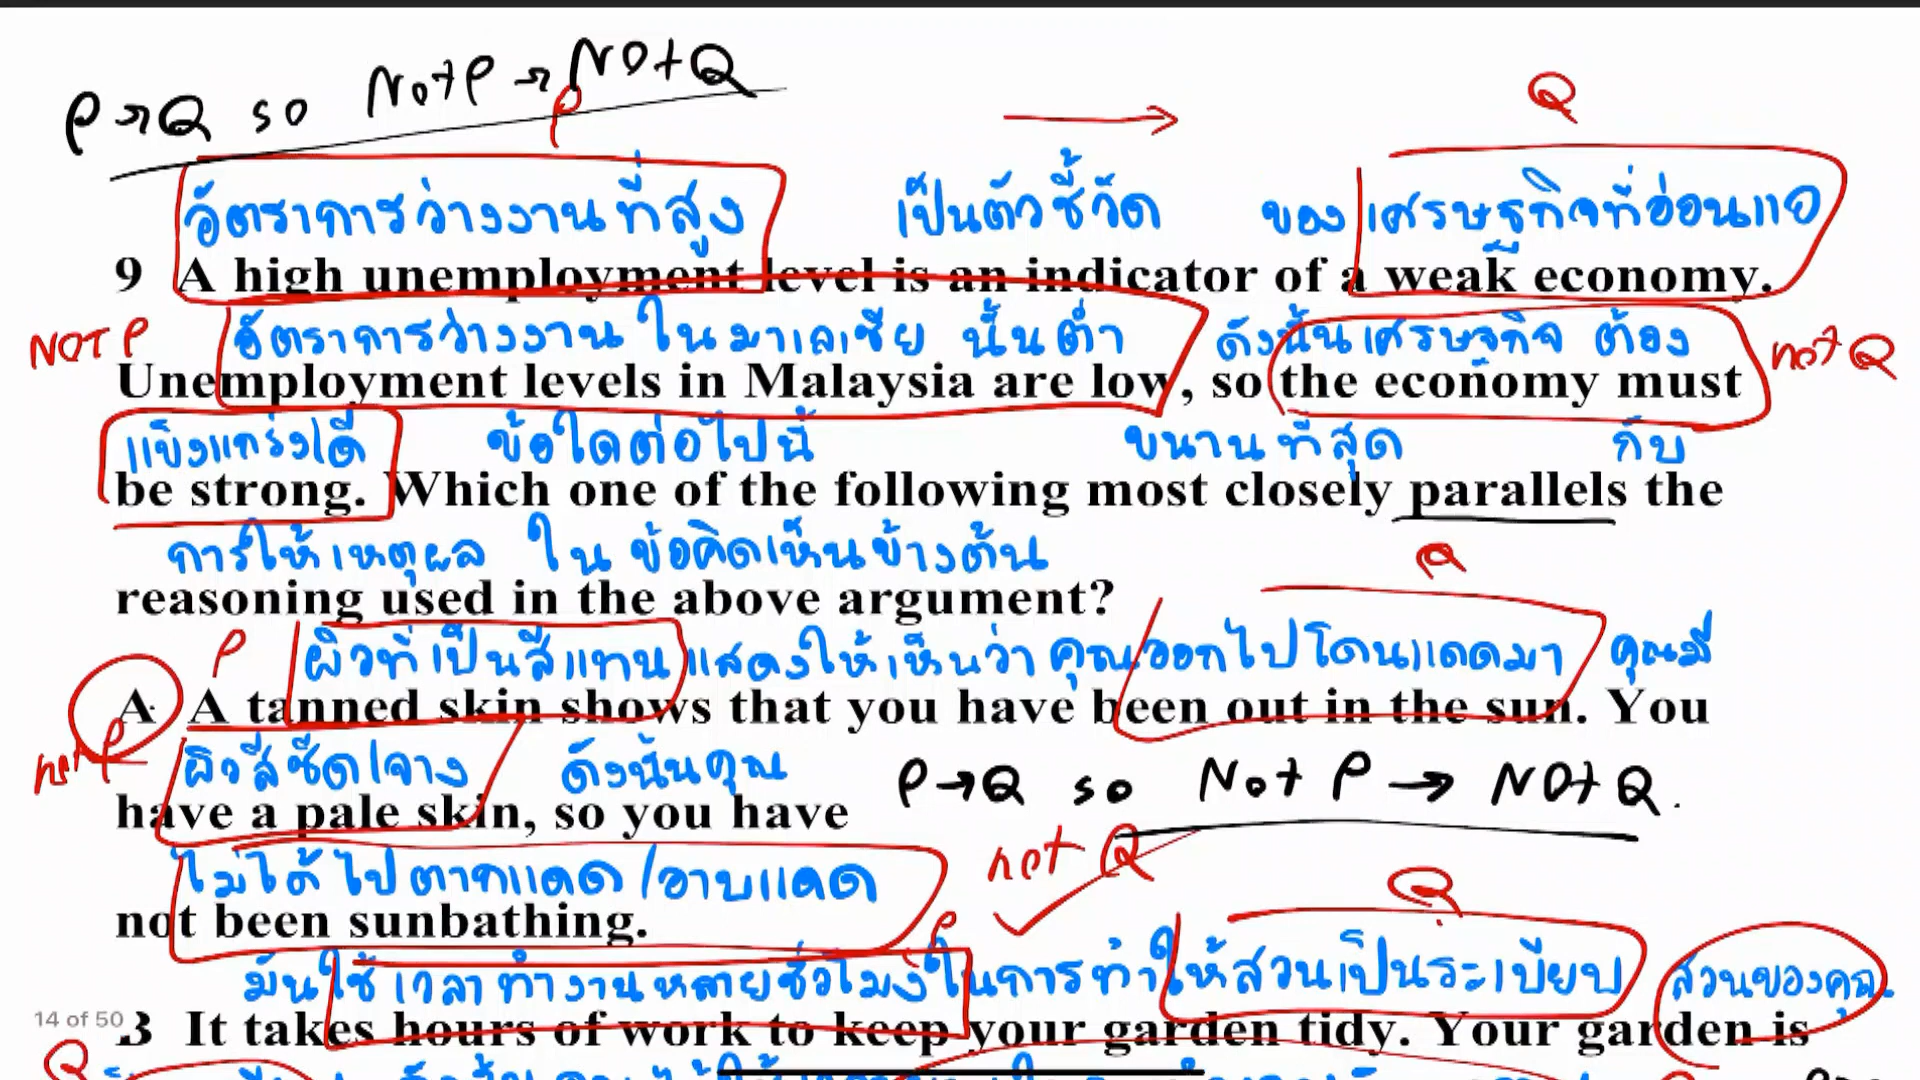 P→Q so Not P → NOT Q
P → Q
อัตราการว่างงานที่สูง เป็นตัวชี้วัด ของ เศรษฐกิจที่อ่อนแอ
9 A high unemployment level is an indicator of a weak economy.
NOT P อัตราการว่างงาน ในมาเลเซีย นั้นต่ำ ดังนั้นเศรษฐกิจ ต้อง not Q
Unemployment levels in Malaysia are low, so the economy must
แข็งแกร่ง/ดี ข้อใดต่อไปนี้ ขนานที่สุด กับ
be strong. Which one of the following most closely parallels the
การให้เหตุผล ใน ข้อคิดเห็นข้างต้น
reasoning used in the above argument?
P Q
ผิวที่เป็นสีแทน แสดงให้เห็นว่า คุณออกไปโดนแดดมา คุณมี
A. A tanned skin shows that you have been out in the sun. You
not P ผิวสีซีด/จาง ดังนั้นคุณ
have a pale skin, so you have P→Q so Not P → NOT Q.
ไม่ได้ไปตากแดด/อาบแดด not Q
not been sunbathing.
P Q
มันใช้เวลาทำงานหลายชั่วโมงในการทำให้สวนเป็นระเบียบ สวนของคุณ
3 It takes hours of work to keep your garden tidy. Your garden is
14 of 50
Q